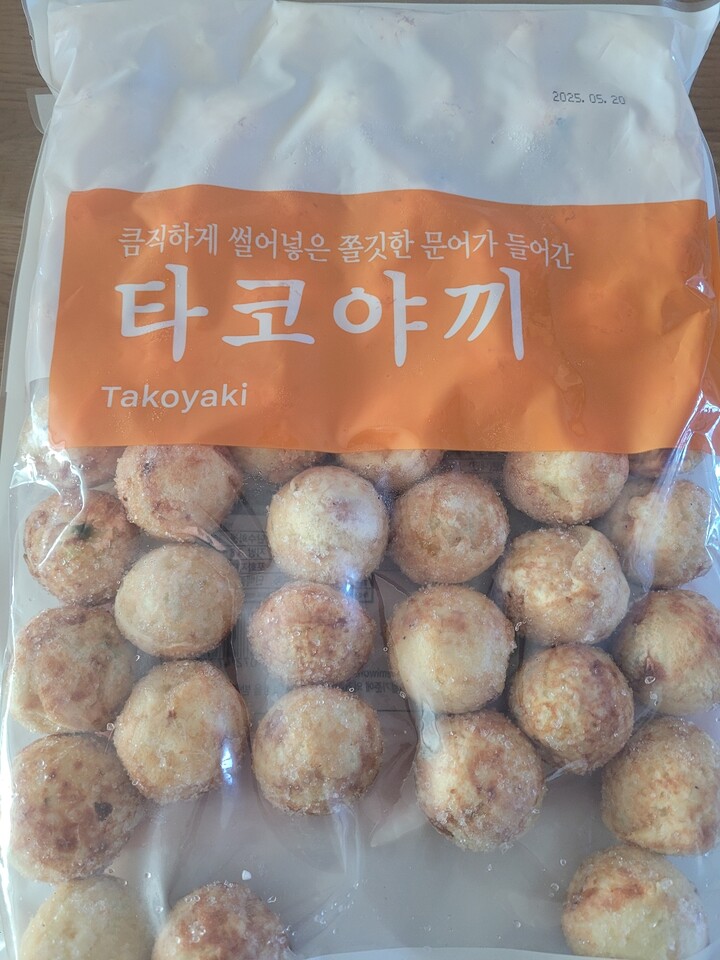 2025. 05. 20
큼직하게 썰어넣은 쫄깃한 문어가 들어간
타코야끼
Takoyaki